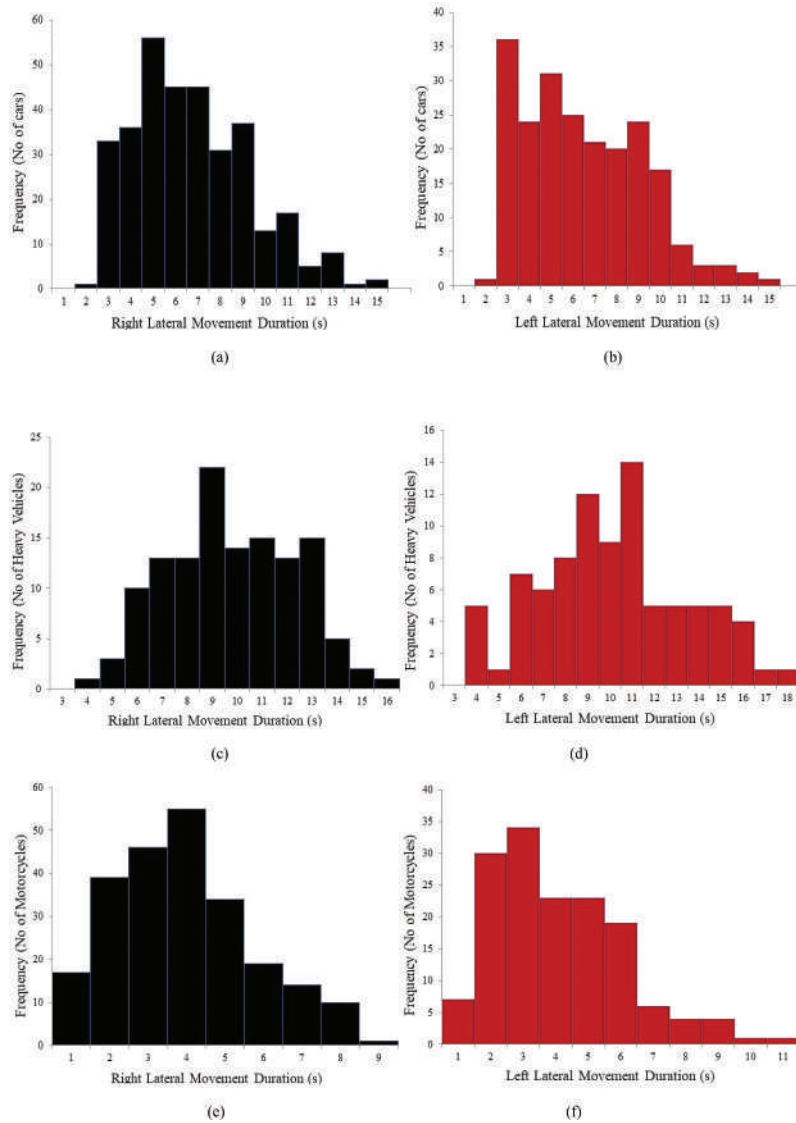 60
50
40
30
20
10
0
Frequency (No of cars)
1 2 3 4 5 6 7 8 9 10 11 12 13 14 15
Right Lateral Movement Duration (s)
(a)
40
35
30
25
20
15
10
5
0
Frequency (No of cars)
1 2 3 4 5 6 7 8 9 10 11 12 13 14 15
Left Lateral Movement Duration (s)
(b)
25
20
15
10
5
0
Frequency (No of Heavy Vehicles)
3 4 5 6 7 8 9 10 11 12 13 14 15 16
Right Lateral Movement Duration (s)
(c)
16
14
12
10
8
6
4
2
0
Frequency (No of Heavy Vehicles)
3 4 5 6 7 8 9 10 11 12 13 14 15 16 17 18
Left Lateral Movement Duration (s)
(d)
60
50
40
30
20
10
0
Frequency (No of Motorcycles)
1 2 3 4 5 6 7 8 9
Right Lateral Movement Duration (s)
(e)
40
35
30
25
20
15
10
5
0
Frequency (No of Motorcycles)
1 2 3 4 5 6 7 8 9 10 11
Left Lateral Movement Duration (s)
(f)